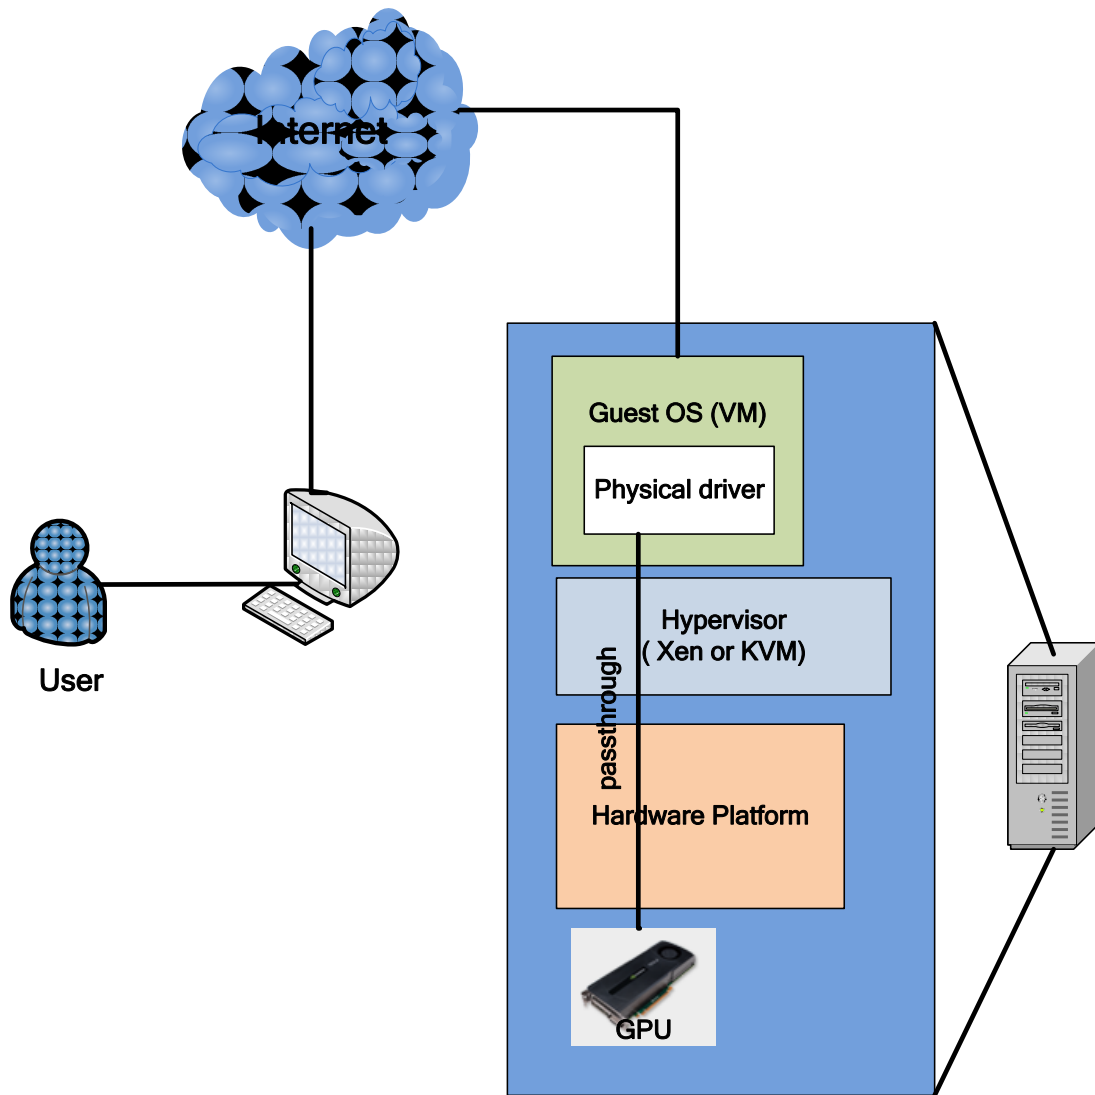 Internet
Guest OS (VM)
Physical driver
Hypervisor
( Xen or KVM)
passthrough
User
Hardware Platform
GPU